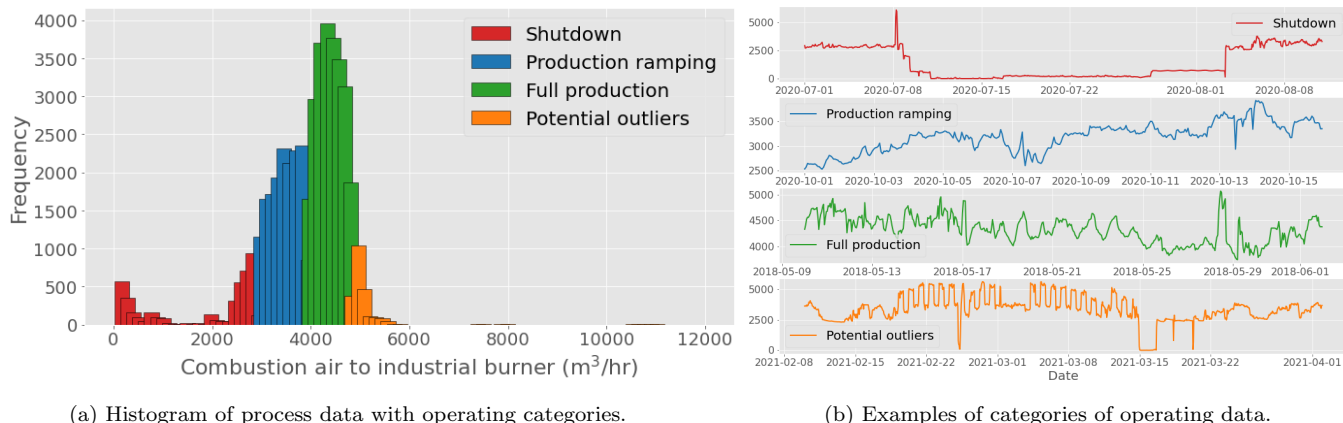 4000
3500
3000
2500
2000
1500
1000
500
0
Frequency
Shutdown
Production ramping
Full production
Potential outliers
0 2000 4000 6000 8000 10000 12000
Combustion air to industrial burner (m³/hr)
(a) Histogram of process data with operating categories.
5000
2500
0
Shutdown
2020-07-01 2020-07-08 2020-07-15 2020-07-22 2020-08-01 2020-08-08
3500
3000
2500
Production ramping
2020-10-01 2020-10-03 2020-10-05 2020-10-07 2020-10-09 2020-10-11 2020-10-13 2020-10-15
5000
4500
4000
Full production
2018-05-09 2018-05-13 2018-05-17 2018-05-21 2018-05-25 2018-05-29 2018-06-01
5000
2500
0
Potential outliers
2021-02-08 2021-02-15 2021-02-22 2021-03-01 2021-03-08 2021-03-15 2021-03-22 2021-04-01
Date
(b) Examples of categories of operating data.